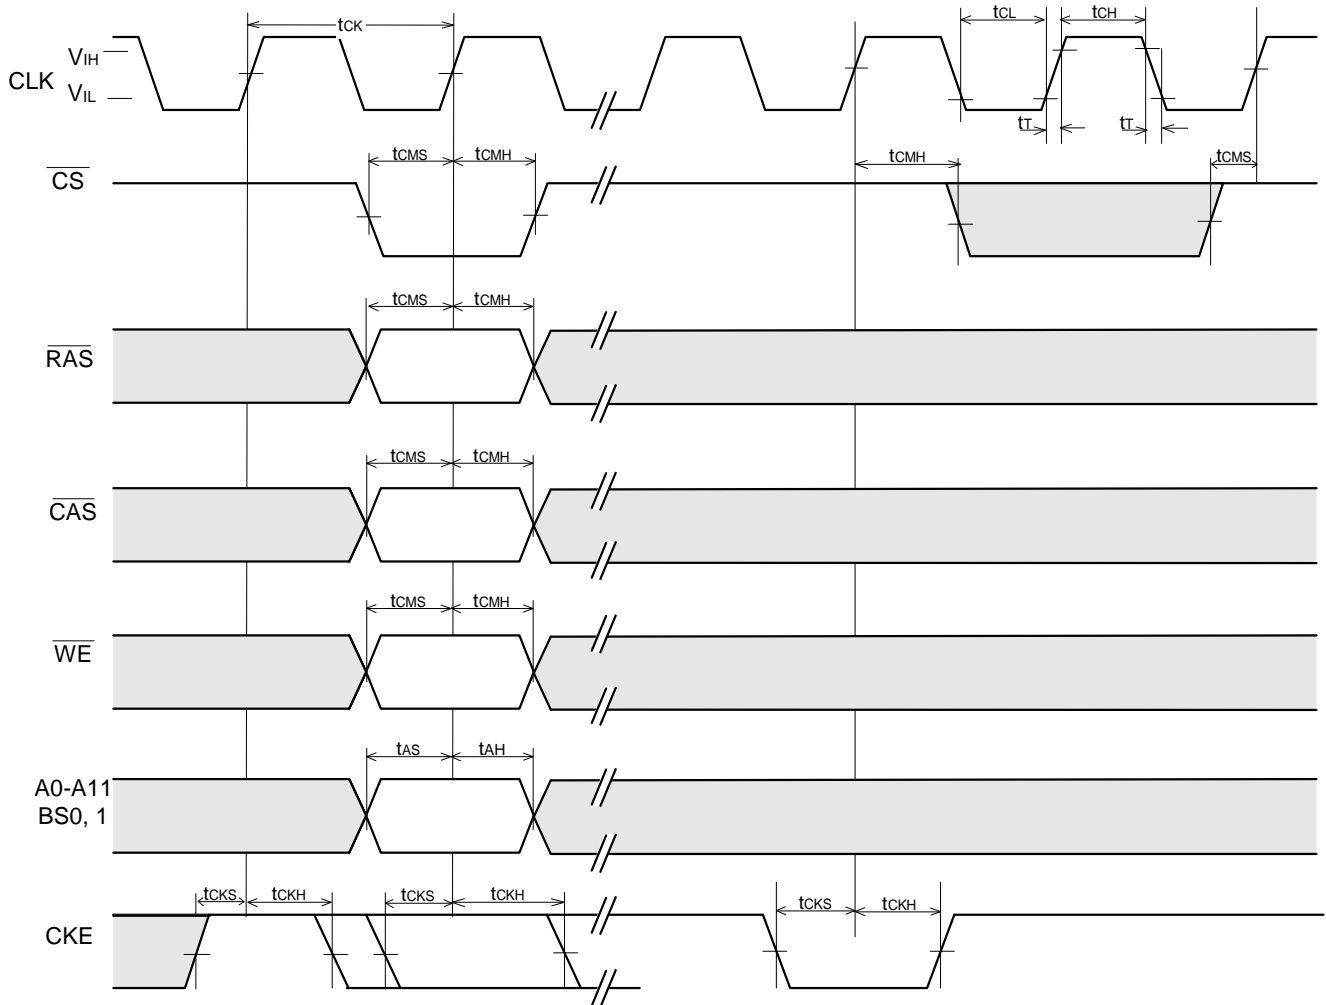 tCK
tCL
tCH
VIH
CLK
VIL
tT
tT
tCMS
tCMH
tCMH
tCMS
CS
tCMS
tCMH
RAS
tCMS
tCMH
CAS
tCMS
tCMH
WE
tAS
tAH
A0-A11
BS0, 1
tCKS
tCKH
tCKS
tCKH
tCKS
tCKH
CKE